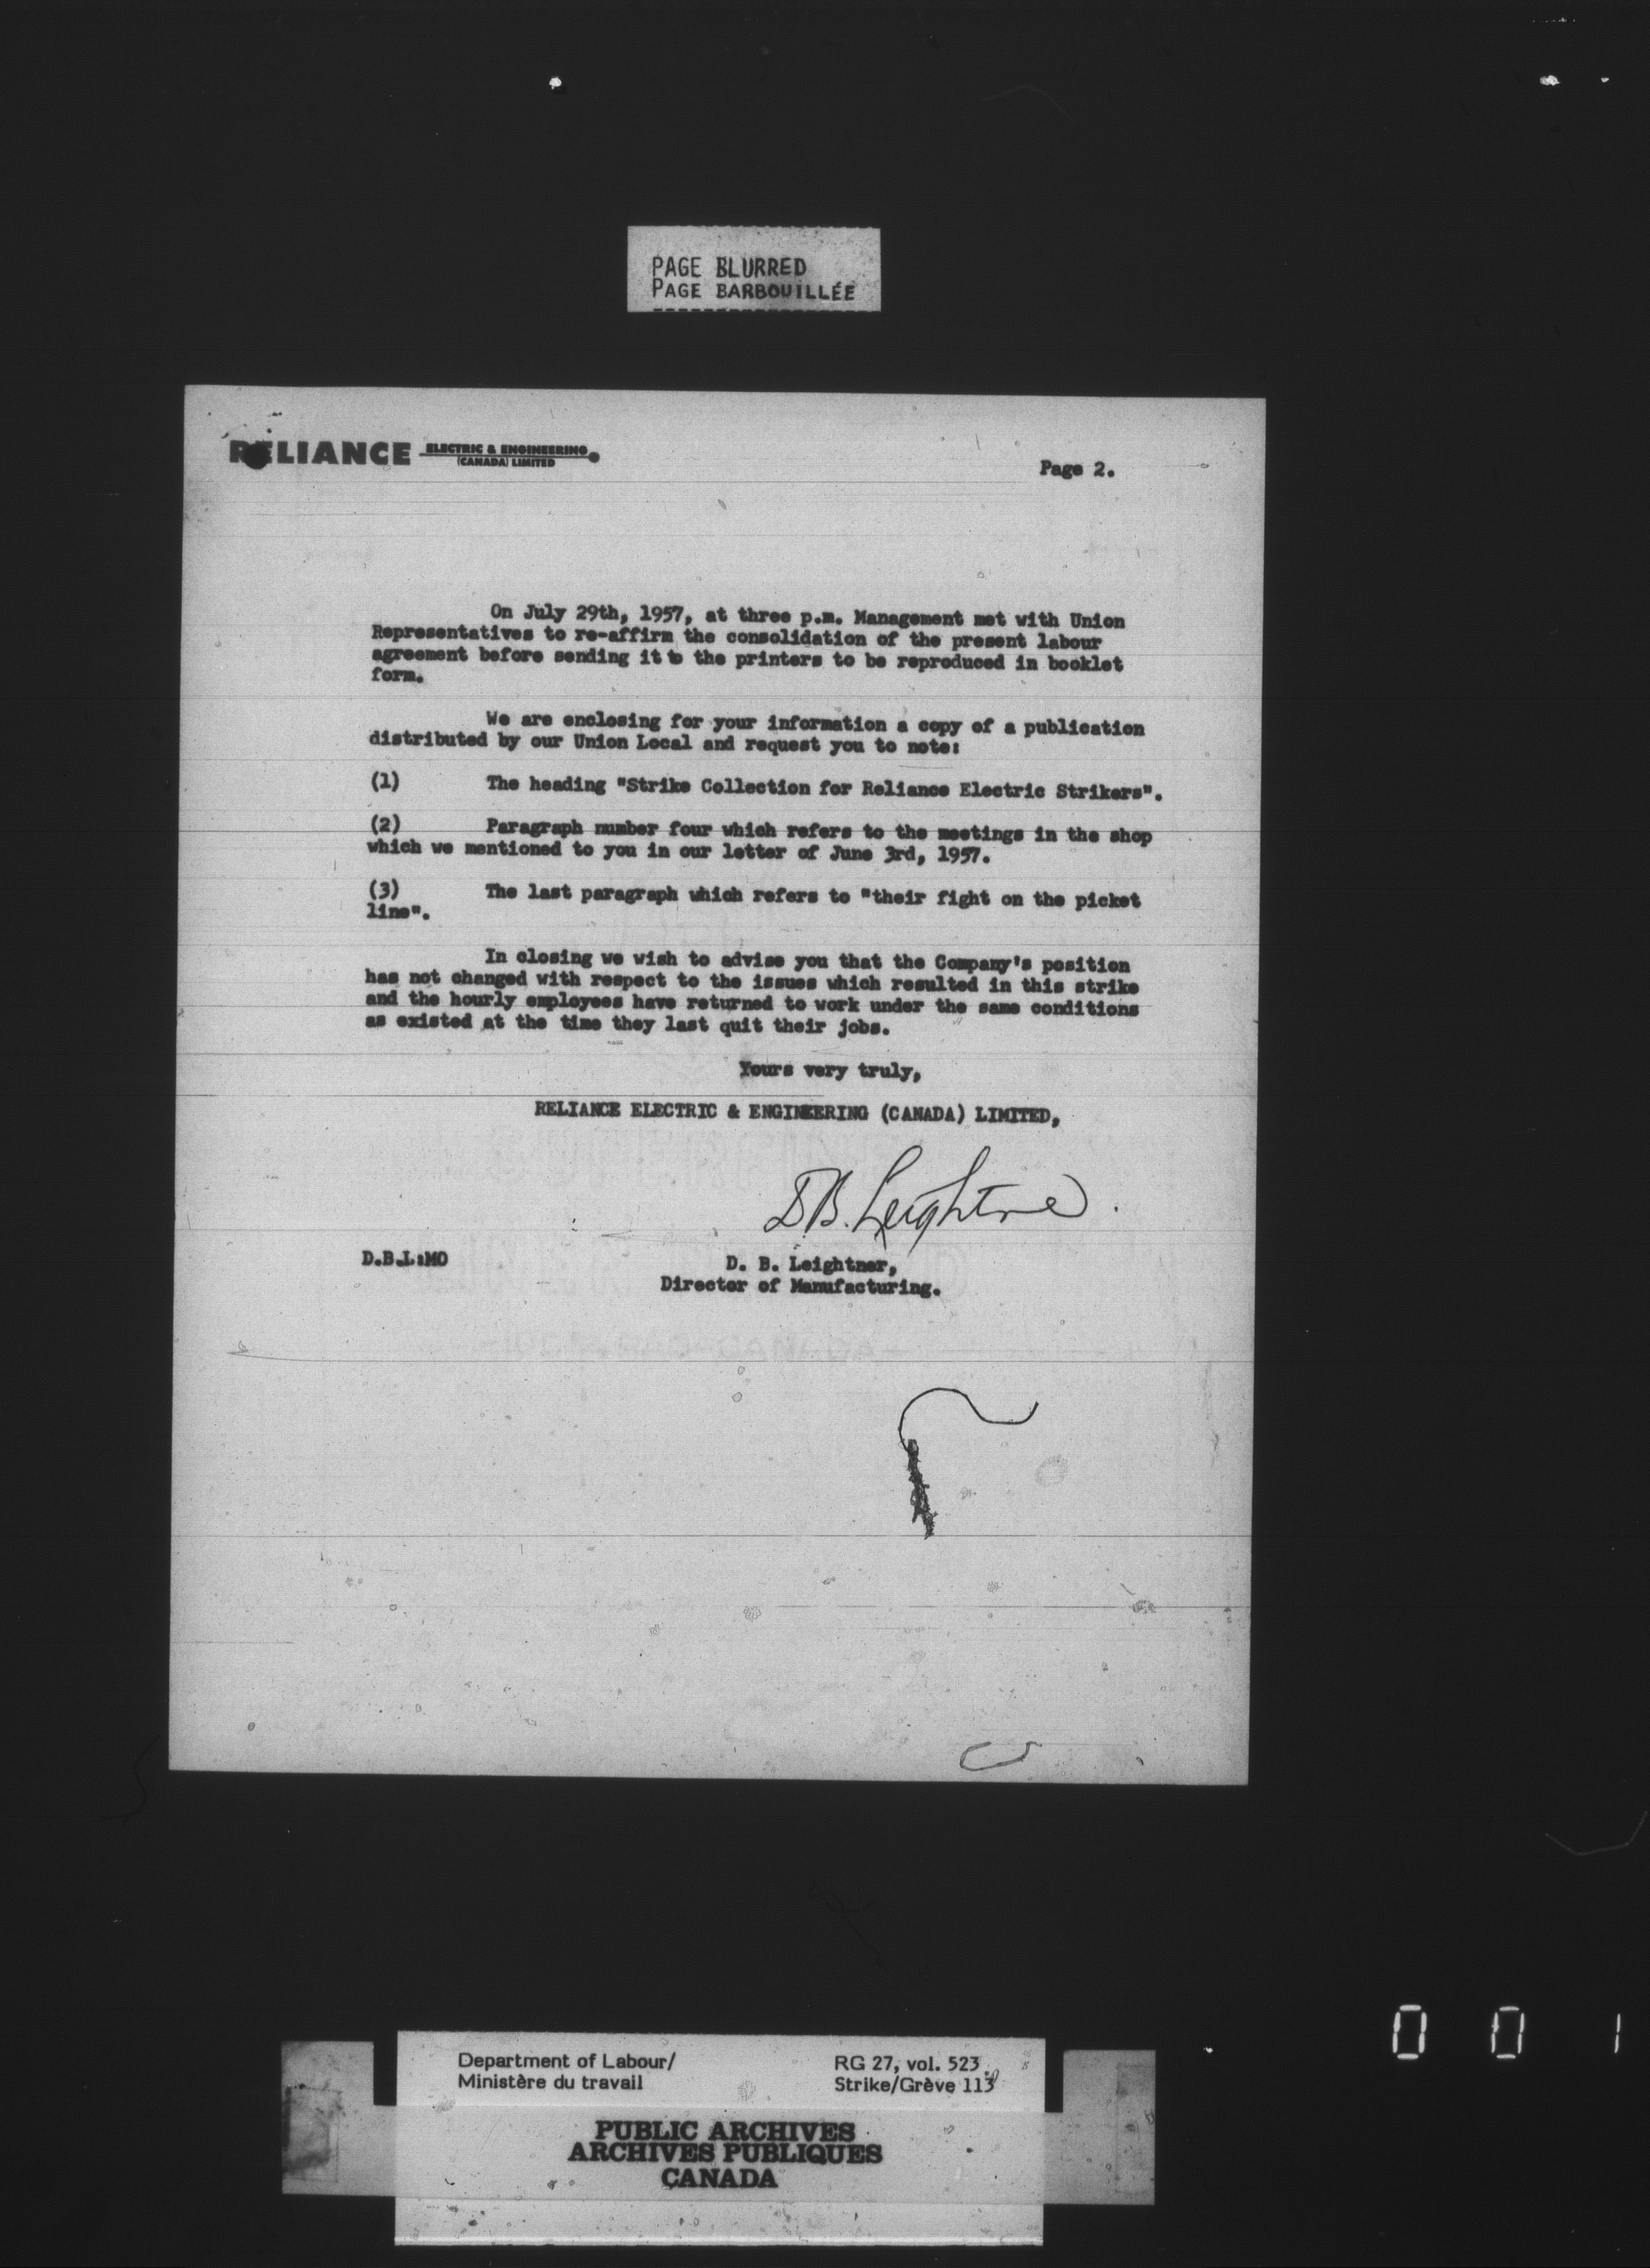 PAGE BLURRED
PAGE BARBOUILLÉE
RELIANCE ELECTRIC & ENGINEERING
(CANADA) LIMITED
Page 2.
On July 29th, 1957, at three p.m. Management met with Union
Representatives to re-affirm the consolidation of the present labour
agreement before sending it to the printers to be reproduced in booklet
form.
We are enclosing for your information a copy of a publication
distributed by our Union Local and request you to note:
(1) The heading "Strike Collection for Reliance Electric Strikers".
(2) Paragraph number four which refers to the meetings in the shop
which we mentioned to you in our letter of June 3rd, 1957.
(3) The last paragraph which refers to "their fight on the picket
line".
In closing we wish to advise you that the Company's position
has not changed with respect to the issues which resulted in this strike
and the hourly employees have returned to work under the same conditions
as existed at the time they last quit their jobs.
Yours very truly,
RELIANCE ELECTRIC & ENGINEERING (CANADA) LIMITED,
D.B. Leightner.
D.B.L:MO D. B. Leightner,
Director of Manufacturing.
0 0 1
Department of Labour/ RG 27, vol. 523
Ministère du travail Strike/Grève 113
PUBLIC ARCHIVES
ARCHIVES PUBLIQUES
CANADA